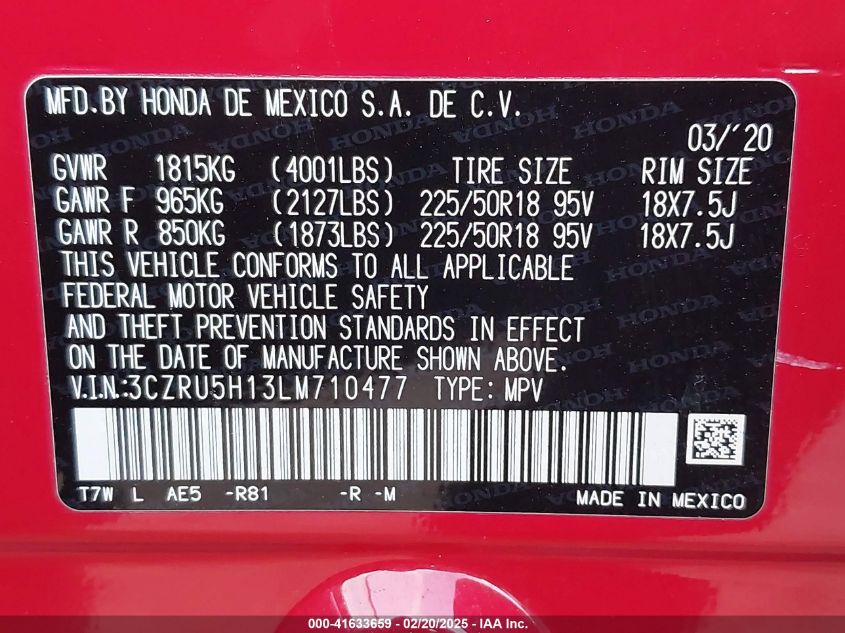 MFD.BY HONDA DE MEXICO S.A. DE C.V.
03/'20
GVWR 1815KG (4001LBS) TIRE SIZE RIM SIZE
GAWR F 965KG (2127LBS) 225/50R18 95V 18X7.5J
GAWR R 850KG (1873LBS) 225/50R18 95V 18X7.5J
THIS VEHICLE CONFORMS TO ALL APPLICABLE
FEDERAL MOTOR VEHICLE SAFETY
AND THEFT PREVENTION STANDARDS IN EFFECT
ON THE DATE OF MANUFACTURE SHOWN ABOVE.
V.I.N:3CZRU5H13LM710477 TYPE: MPV
T7W L AE5 -R81 -R -M MADE IN MEXICO
000-41633659 - 02/20/2025 - IAA Inc.